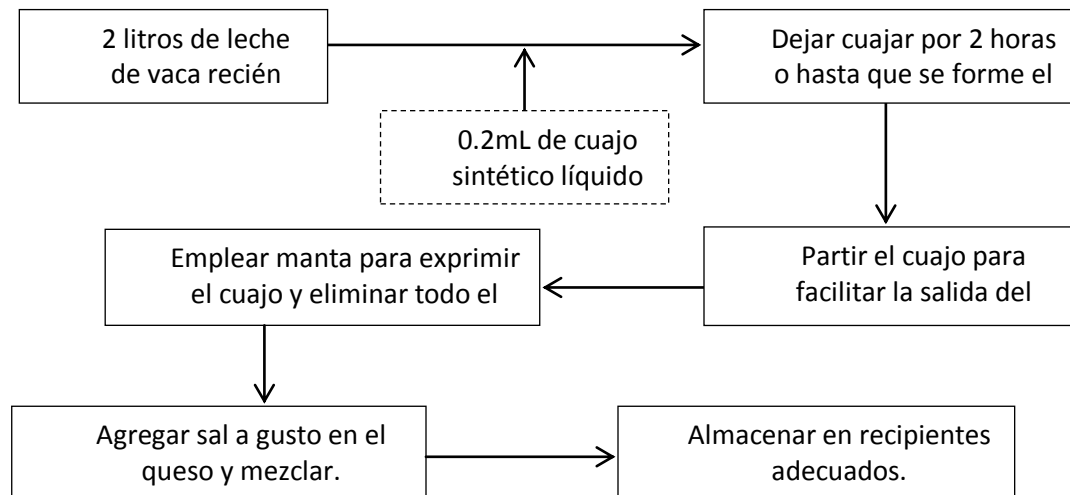 2 litros de leche
de vaca recién
0.2mL de cuajo
sintético líquido
Dejar cuajar por 2 horas
o hasta que se forme el
Partir el cuajo para
facilitar la salida del
Emplear manta para exprimir
el cuajo y eliminar todo el
Agregar sal a gusto en el
queso y mezclar.
Almacenar en recipientes
adecuados.